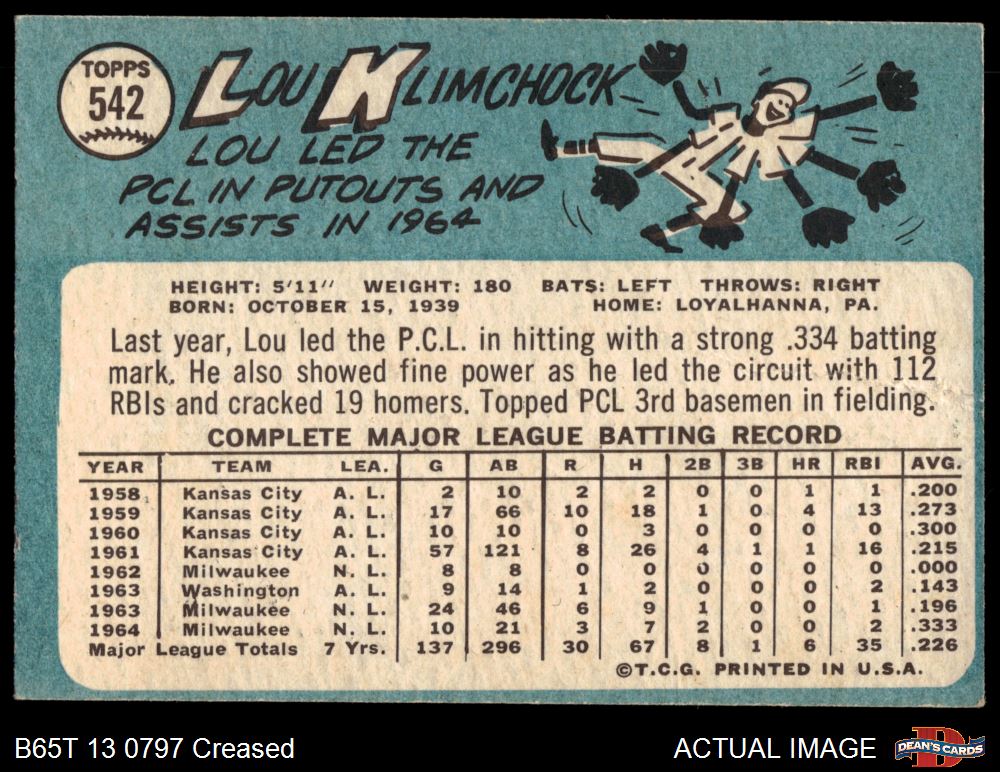 TOPPS
542
LOU KLIMCHOCK
LOU LED THE
PCL IN PUTOUTS AND
ASSISTS IN 1964
HEIGHT: 5'11" WEIGHT: 180 BATS: LEFT THROWS: RIGHT
BORN: OCTOBER 15, 1939 HOME: LOYALHANNA, PA.
Last year, Lou led the P.C.L. in hitting with a strong .334 batting
mark. He also showed fine power as he led the circuit with 112
RBIs and cracked 19 homers. Topped PCL 3rd basemen in fielding.
COMPLETE MAJOR LEAGUE BATTING RECORD
YEAR TEAM LEA. G AB R H 2B 3B HR RBI AVG.
1958 Kansas City A. L. 2 10 2 2 0 0 1 1 .200
1959 Kansas City A. L. 17 66 10 18 1 0 4 13 .273
1960 Kansas City A. L. 10 10 0 3 0 0 0 0 .300
1961 Kansas City A. L. 57 121 8 26 4 1 1 16 .215
1962 Milwaukee N. L. 8 8 0 0 0 0 0 0 .000
1963 Washington A. L. 9 14 1 2 0 0 0 2 .143
1963 Milwaukee N. L. 24 46 6 9 1 0 0 1 .196
1964 Milwaukee N. L. 10 21 3 7 2 0 0 2 .333
Major League Totals 7 Yrs. 137 296 30 67 8 1 6 35 .226
©T.C.G. PRINTED IN U.S.A.
B65T 13 0797 Creased
ACTUAL IMAGE
DEAN'S CARDS